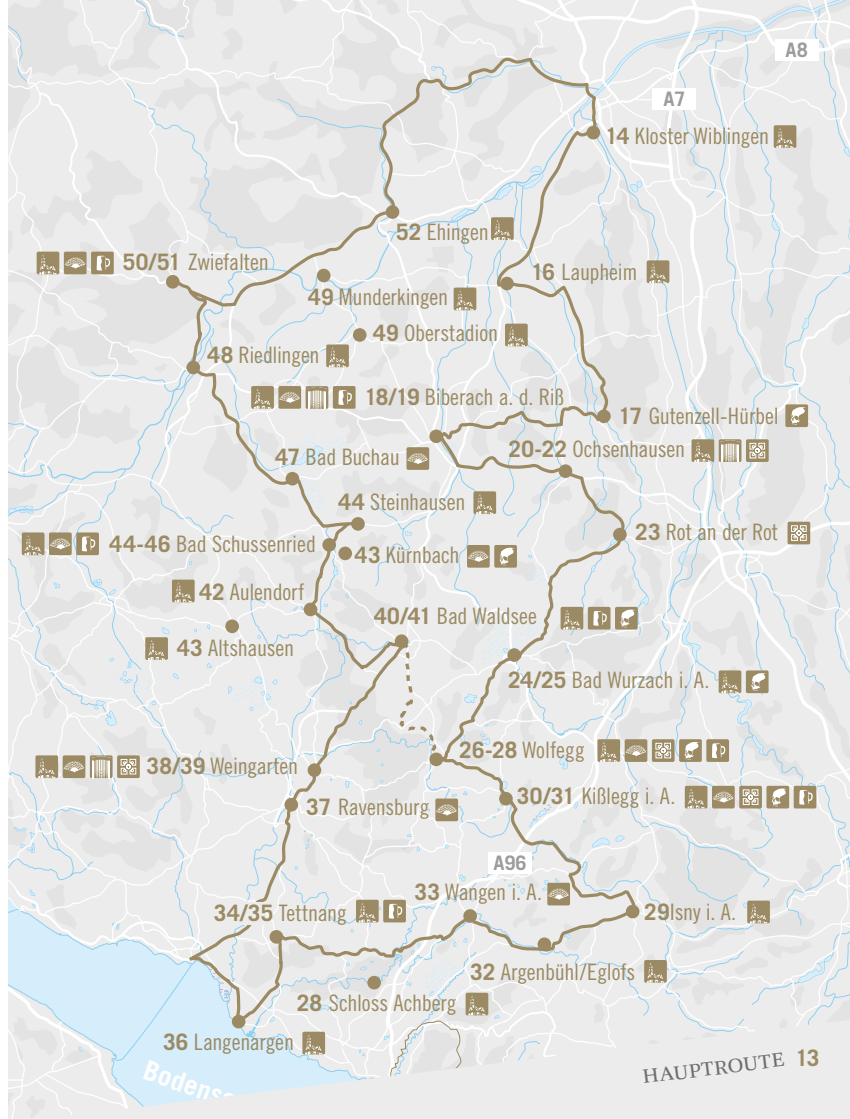 A8
A7
14 Kloster Wiblingen
52 Ehingen
50/51 Zwiefalten
16 Laupheim
49 Munderkingen
49 Oberstadion
48 Riedlingen
18/19 Biberach a. d. Riß
17 Gutenzell-Hürbel
20-22 Ochsenhausen
47 Bad Buchau
44 Steinhausen
23 Rot an der Rot
44-46 Bad Schussenried
43 Kürnbach
42 Aulendorf
40/41 Bad Waldsee
43 Altshausen
24/25 Bad Wurzach i. A.
26-28 Wolfegg
38/39 Weingarten
30/31 Kißlegg i. A.
37 Ravensburg
A96
33 Wangen i. A.
34/35 Tettnang
29Isny i. A.
32 Argenbühl/Eglofs
28 Schloss Achberg
36 Langenargen
HAUPTROUTE 13